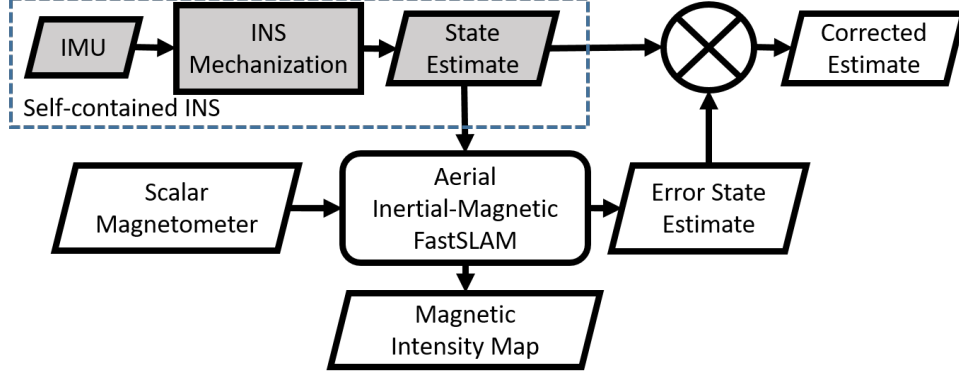 IMU
INS
Mechanization
State
Estimate
Corrected
Estimate
Self-contained INS
Scalar
Magnetometer
Aerial
Inertial-Magnetic
FastSLAM
Error State
Estimate
Magnetic
Intensity Map